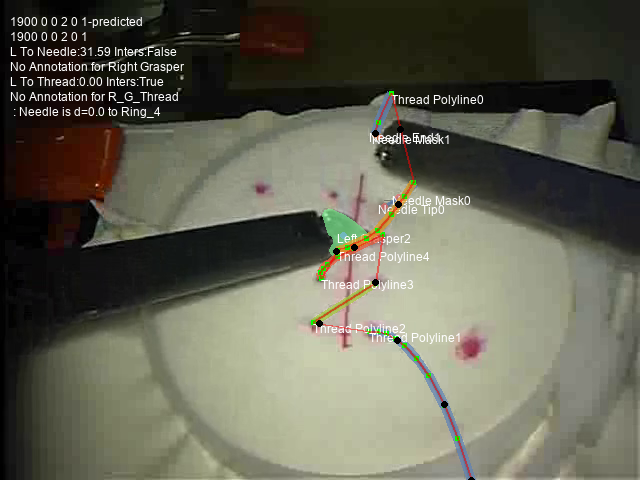 1900 0 0 2 0 1-predicted
1900 0 0 2 0 1
L To Needle:31.59 Inters:False
No Annotation for Right Grasper
L To Thread:0.00 Inters:True
No Annotation for R_G_Thread
: Needle is d=0.0 to Ring_4
Thread Polyline0
Needle End1
Needle Mask1
Needle Mask0
Needle Tip0
Left Grasper2
Thread Polyline4
Thread Polyline3
Thread Polyline2
Thread Polyline1